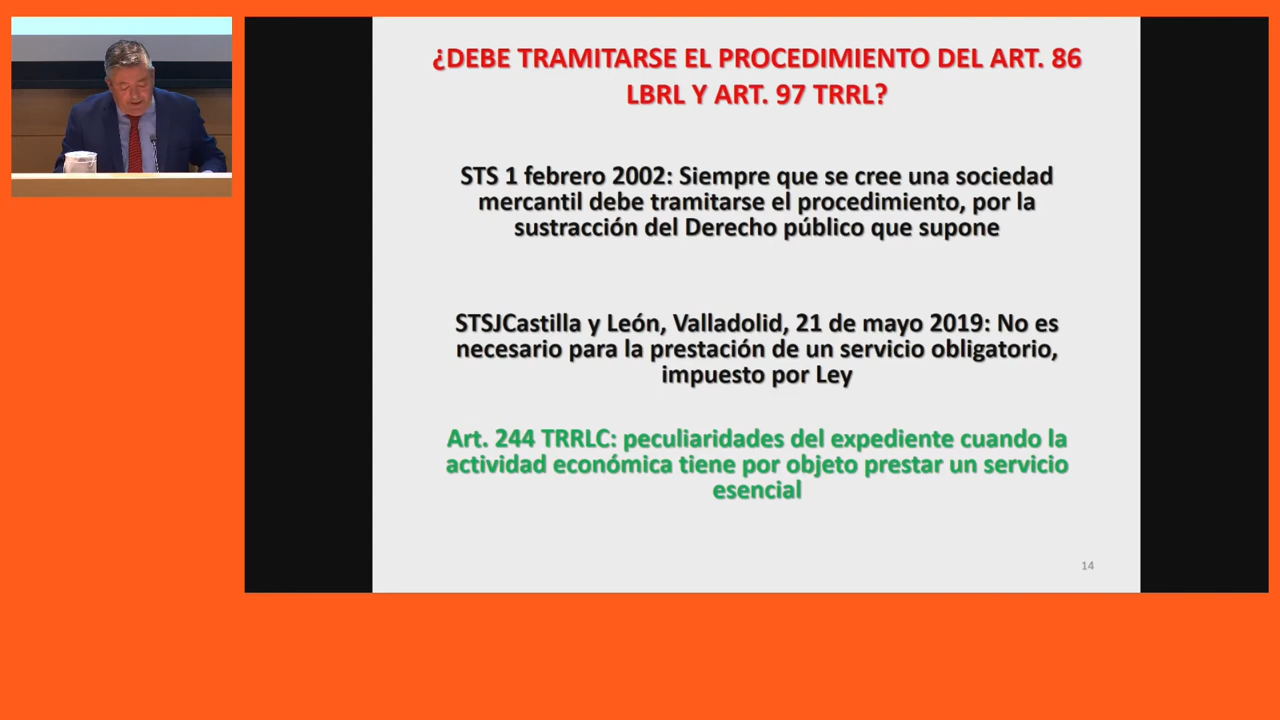 ¿DEBE TRAMITARSE EL PROCEDIMIENTO DEL ART. 86
LBRL Y ART. 97 TRRL?
STS 1 febrero 2002: Siempre que se cree una sociedad
mercantil debe tramitarse el procedimiento, por la
sustracción del Derecho público que supone
STSJCastilla y León, Valladolid, 21 de mayo 2019: No es
necesario para la prestación de un servicio obligatorio,
impuesto por Ley
Art. 244 TRRLC: peculiaridades del expediente cuando la
actividad económica tiene por objeto prestar un servicio
esencial
14